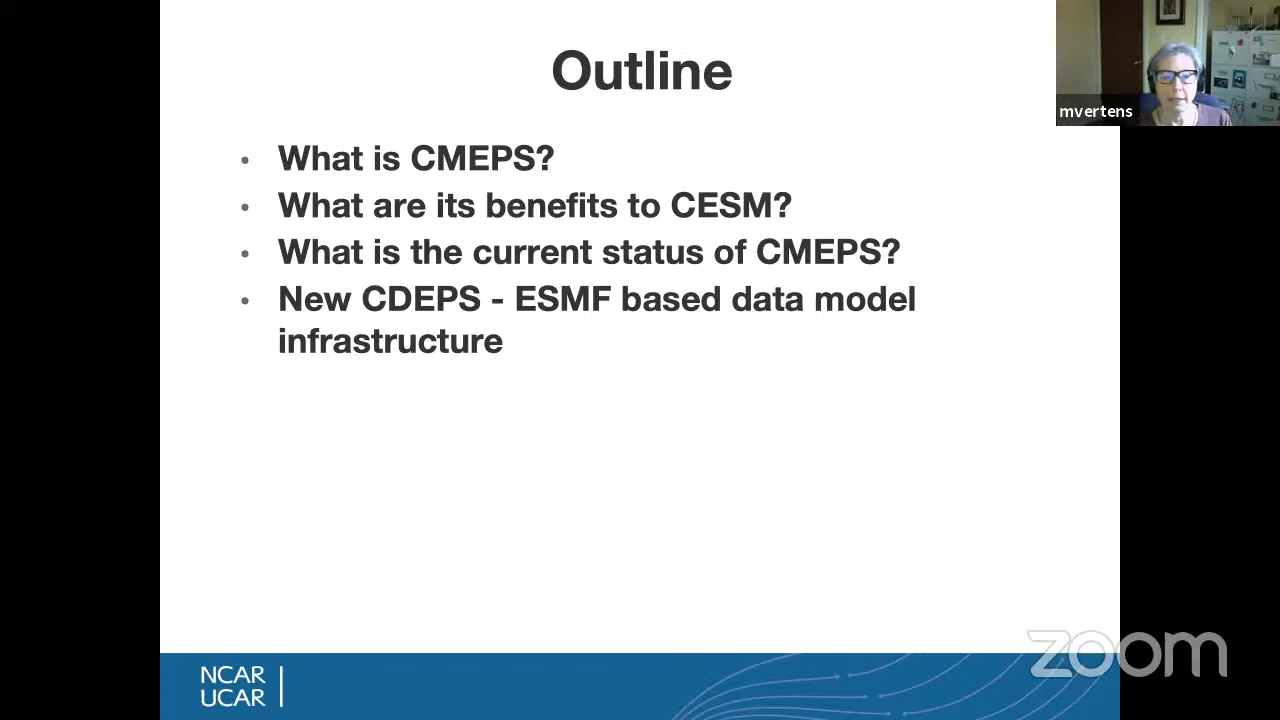 Outline
mvertens
• What is CMEPS?
• What are its benefits to CESM?
• What is the current status of CMEPS?
• New CDEPS - ESMF based data model
infrastructure
NCAR
UCAR
zoom